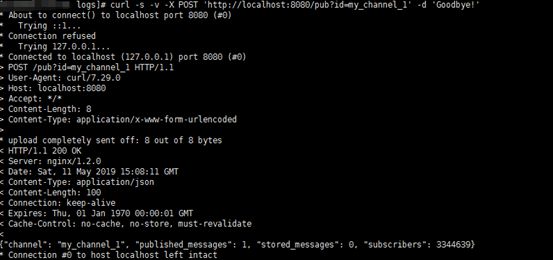 logs]# curl -s -v -X POST 'http://localhost:8080/pub?id=my_channel_1' -d 'Goodbye!'
* About to connect() to localhost port 8080 (#0)
*   Trying ::1...
* Connection refused
*   Trying 127.0.0.1...
* Connected to localhost (127.0.0.1) port 8080 (#0)
> POST /pub?id=my_channel_1 HTTP/1.1
> User-Agent: curl/7.29.0
> Host: localhost:8080
> Accept: */*
> Content-Length: 8
> Content-Type: application/x-www-form-urlencoded
>
* upload completely sent off: 8 out of 8 bytes
< HTTP/1.1 200 OK
< Server: nginx/1.2.0
< Date: Sat, 11 May 2019 15:08:11 GMT
< Content-Type: application/json
< Content-Length: 100
< Connection: keep-alive
< Expires: Thu, 01 Jan 1970 00:00:01 GMT
< Cache-Control: no-cache, no-store, must-revalidate
<
{"channel": "my_channel_1", "published_messages": 1, "stored_messages": 0, "subscribers": 3344639}
* Connection #0 to host localhost left intact